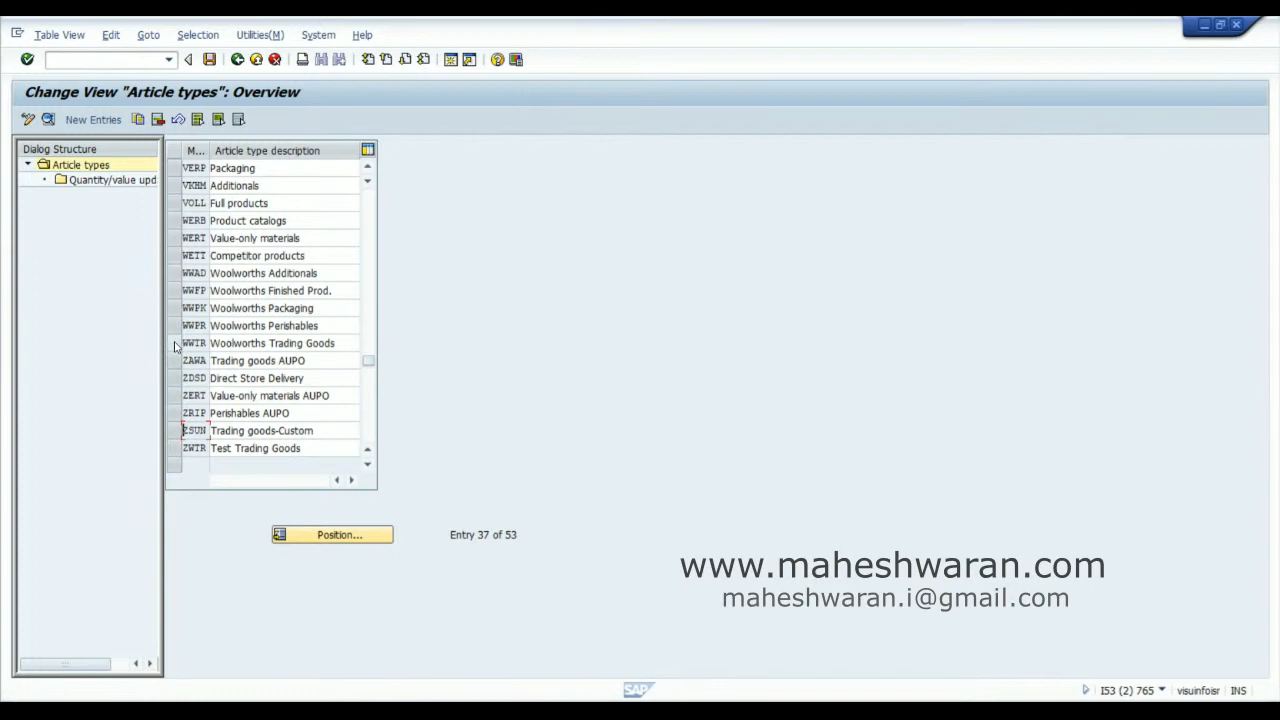 Table View Edit Goto Selection Utilities(M) System Help
Change View "Article types": Overview
New Entries
Dialog Structure
Article types
Quantity/value upd
M... Article type description
VERP Packaging
VKHM Additionals
VOLL Full products
WERB Product catalogs
WERT Value-only materials
WETT Competitor products
WWAD Woolworths Additionals
WWFP Woolworths Finished Prod.
WWPK Woolworths Packaging
WWPR Woolworths Perishables
WWTR Woolworths Trading Goods
ZAWA Trading goods AUPO
ZDSD Direct Store Delivery
ZERT Value-only materials AUPO
ZRIP Perishables AUPO
ZSUN Trading goods-Custom
ZWTR Test Trading Goods
Position... Entry 37 of 53
www.maheshwaran.com
maheshwaran.i@gmail.com
SAP I53 (2) 765 visuinfoisr INS